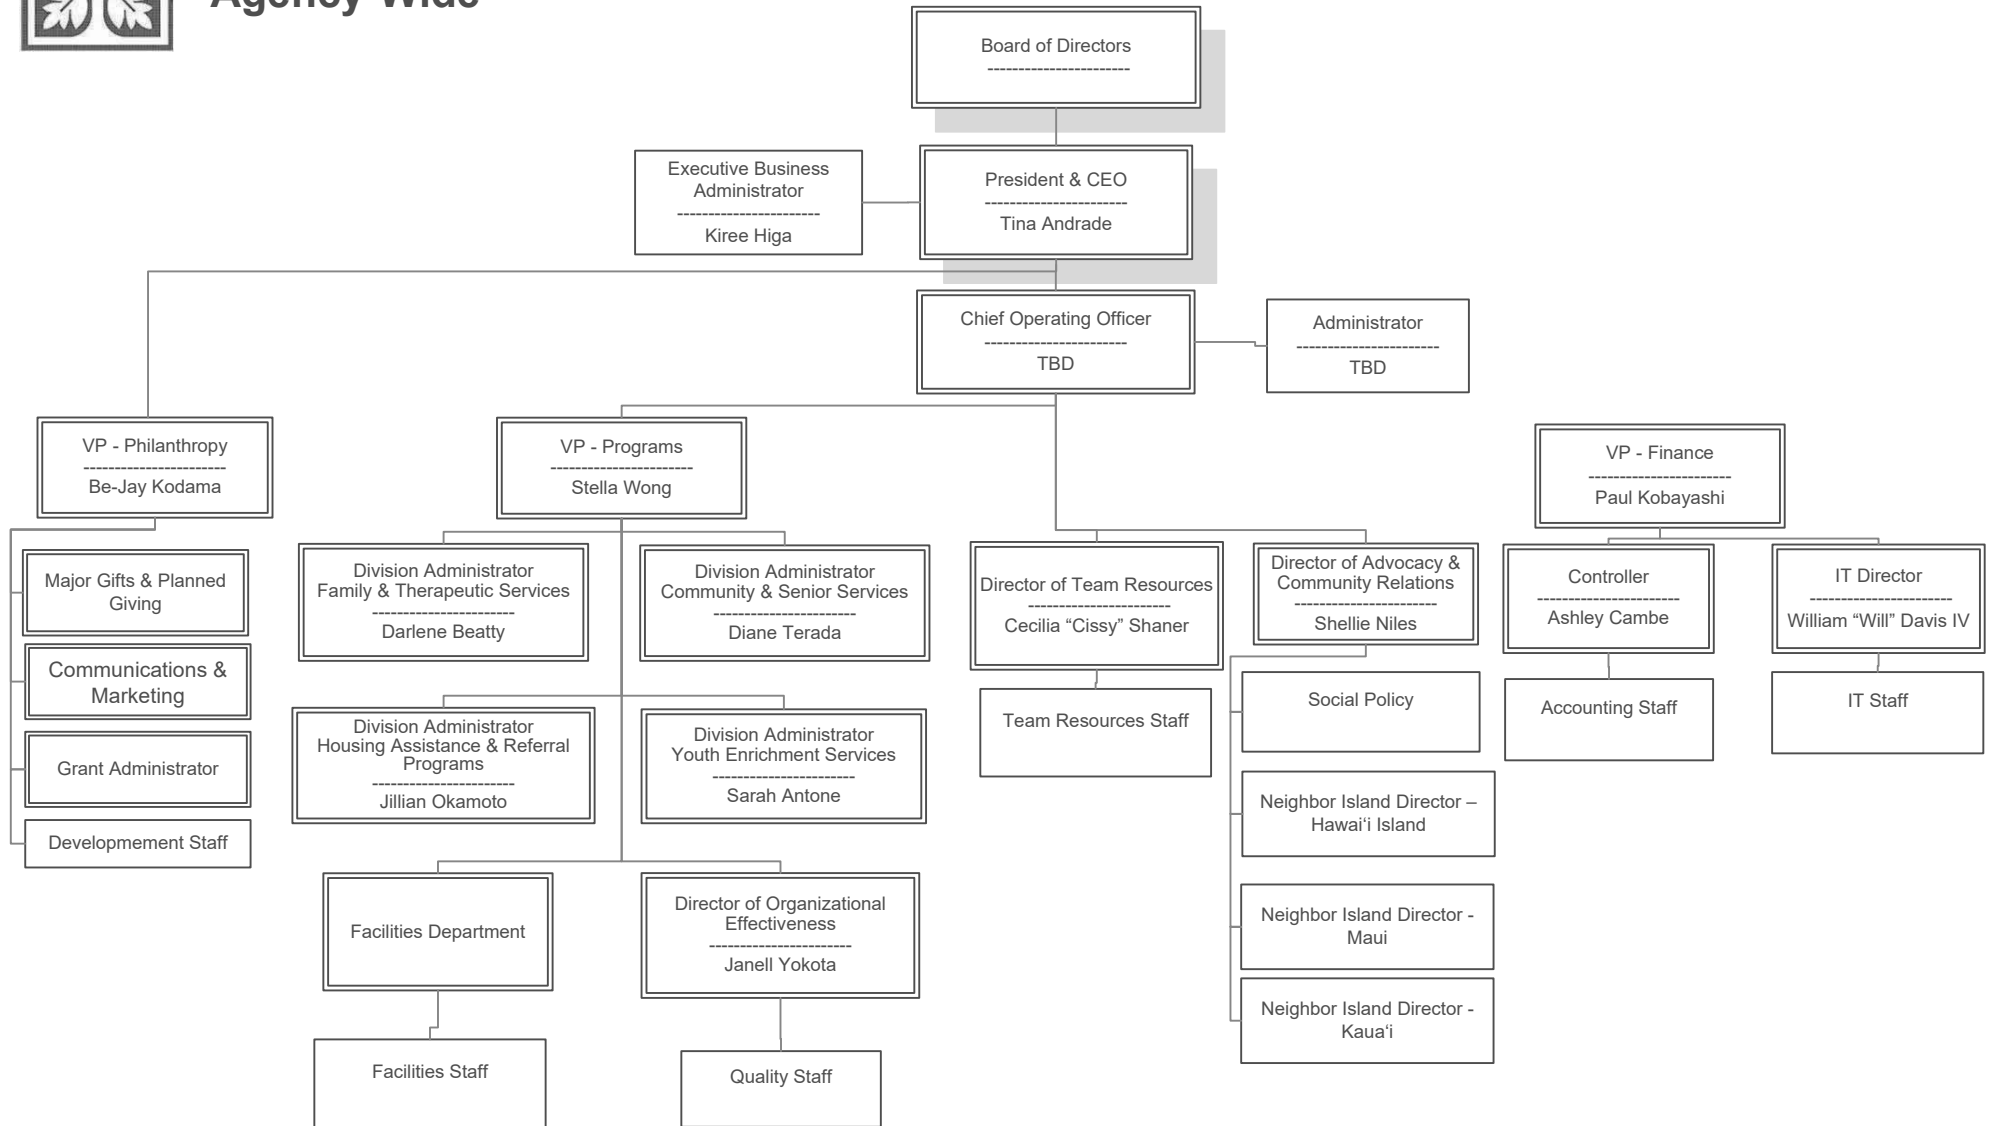 Agency Wide
Board of Directors
-----------------------
Executive Business
Administrator
-----------------------
Kiree Higa
President & CEO
-----------------------
Tina Andrade
Chief Operating Officer
-----------------------
TBD
Administrator
-----------------------
TBD
VP - Philanthropy
-----------------------
Be-Jay Kodama
VP - Programs
-----------------------
Stella Wong
VP - Finance
-----------------------
Paul Kobayashi
Major Gifts & Planned
Giving
Communications &
Marketing
Grant Administrator
Developmement Staff
Division Administrator
Family & Therapeutic Services
-----------------------
Darlene Beatty
Division Administrator
Community & Senior Services
-----------------------
Diane Terada
Division Administrator
Housing Assistance & Referral
Programs
-----------------------
Jillian Okamoto
Division Administrator
Youth Enrichment Services
-----------------------
Sarah Antone
Facilities Department
Director of Organizational
Effectiveness
-----------------------
Janell Yokota
Facilities Staff
Quality Staff
Director of Team Resources
-----------------------
Cecilia “Cissy” Shaner
Team Resources Staff
Director of Advocacy &
Community Relations
-----------------------
Shellie Niles
Social Policy
Neighbor Island Director –
Hawai‘i Island
Neighbor Island Director -
Maui
Neighbor Island Director -
Kaua‘i
Controller
-----------------------
Ashley Cambe
Accounting Staff
IT Director
-----------------------
William “Will” Davis IV
IT Staff